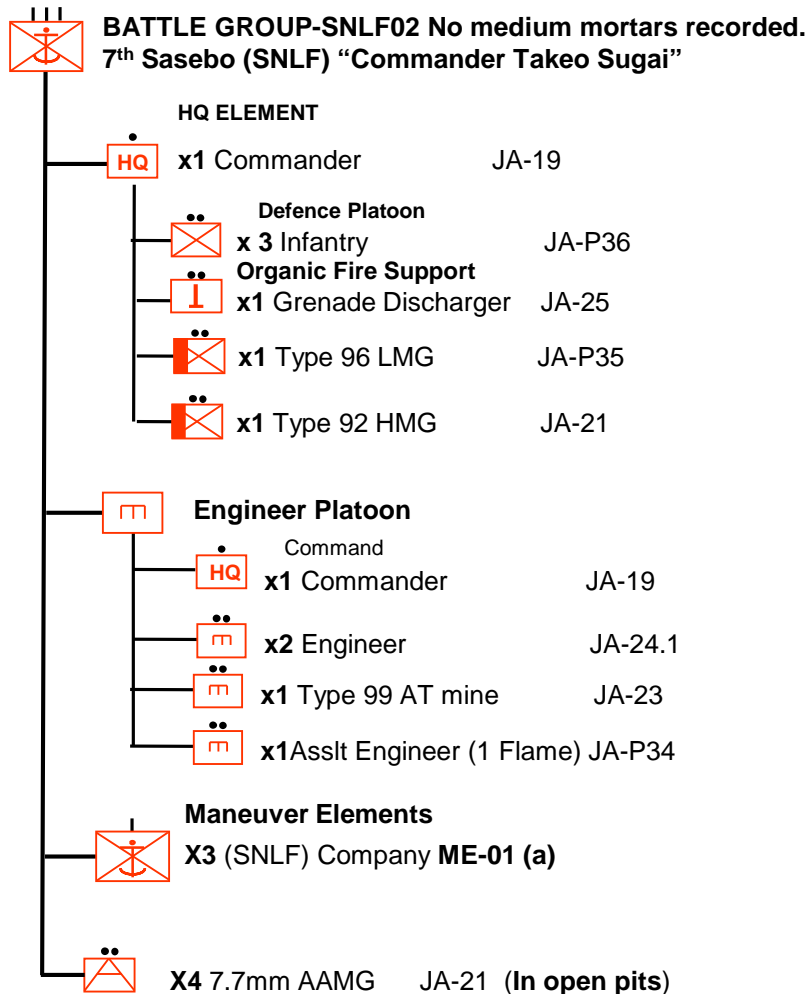 BATTLE GROUP-SNLF02 No medium mortars recorded.
7th Sasebo (SNLF) “Commander Takeo Sugai”
HQ ELEMENT
HQ x1 Commander JA-19
Defence Platoon
x 3 Infantry JA-P36
Organic Fire Support
x1 Grenade Discharger JA-25
x1 Type 96 LMG JA-P35
x1 Type 92 HMG JA-21
Engineer Platoon
Command
HQ x1 Commander JA-19
x2 Engineer JA-24.1
x1 Type 99 AT mine JA-23
x1Asslt Engineer (1 Flame) JA-P34
Maneuver Elements
X3 (SNLF) Company ME-01 (a)
X4 7.7mm AAMG JA-21 (In open pits)